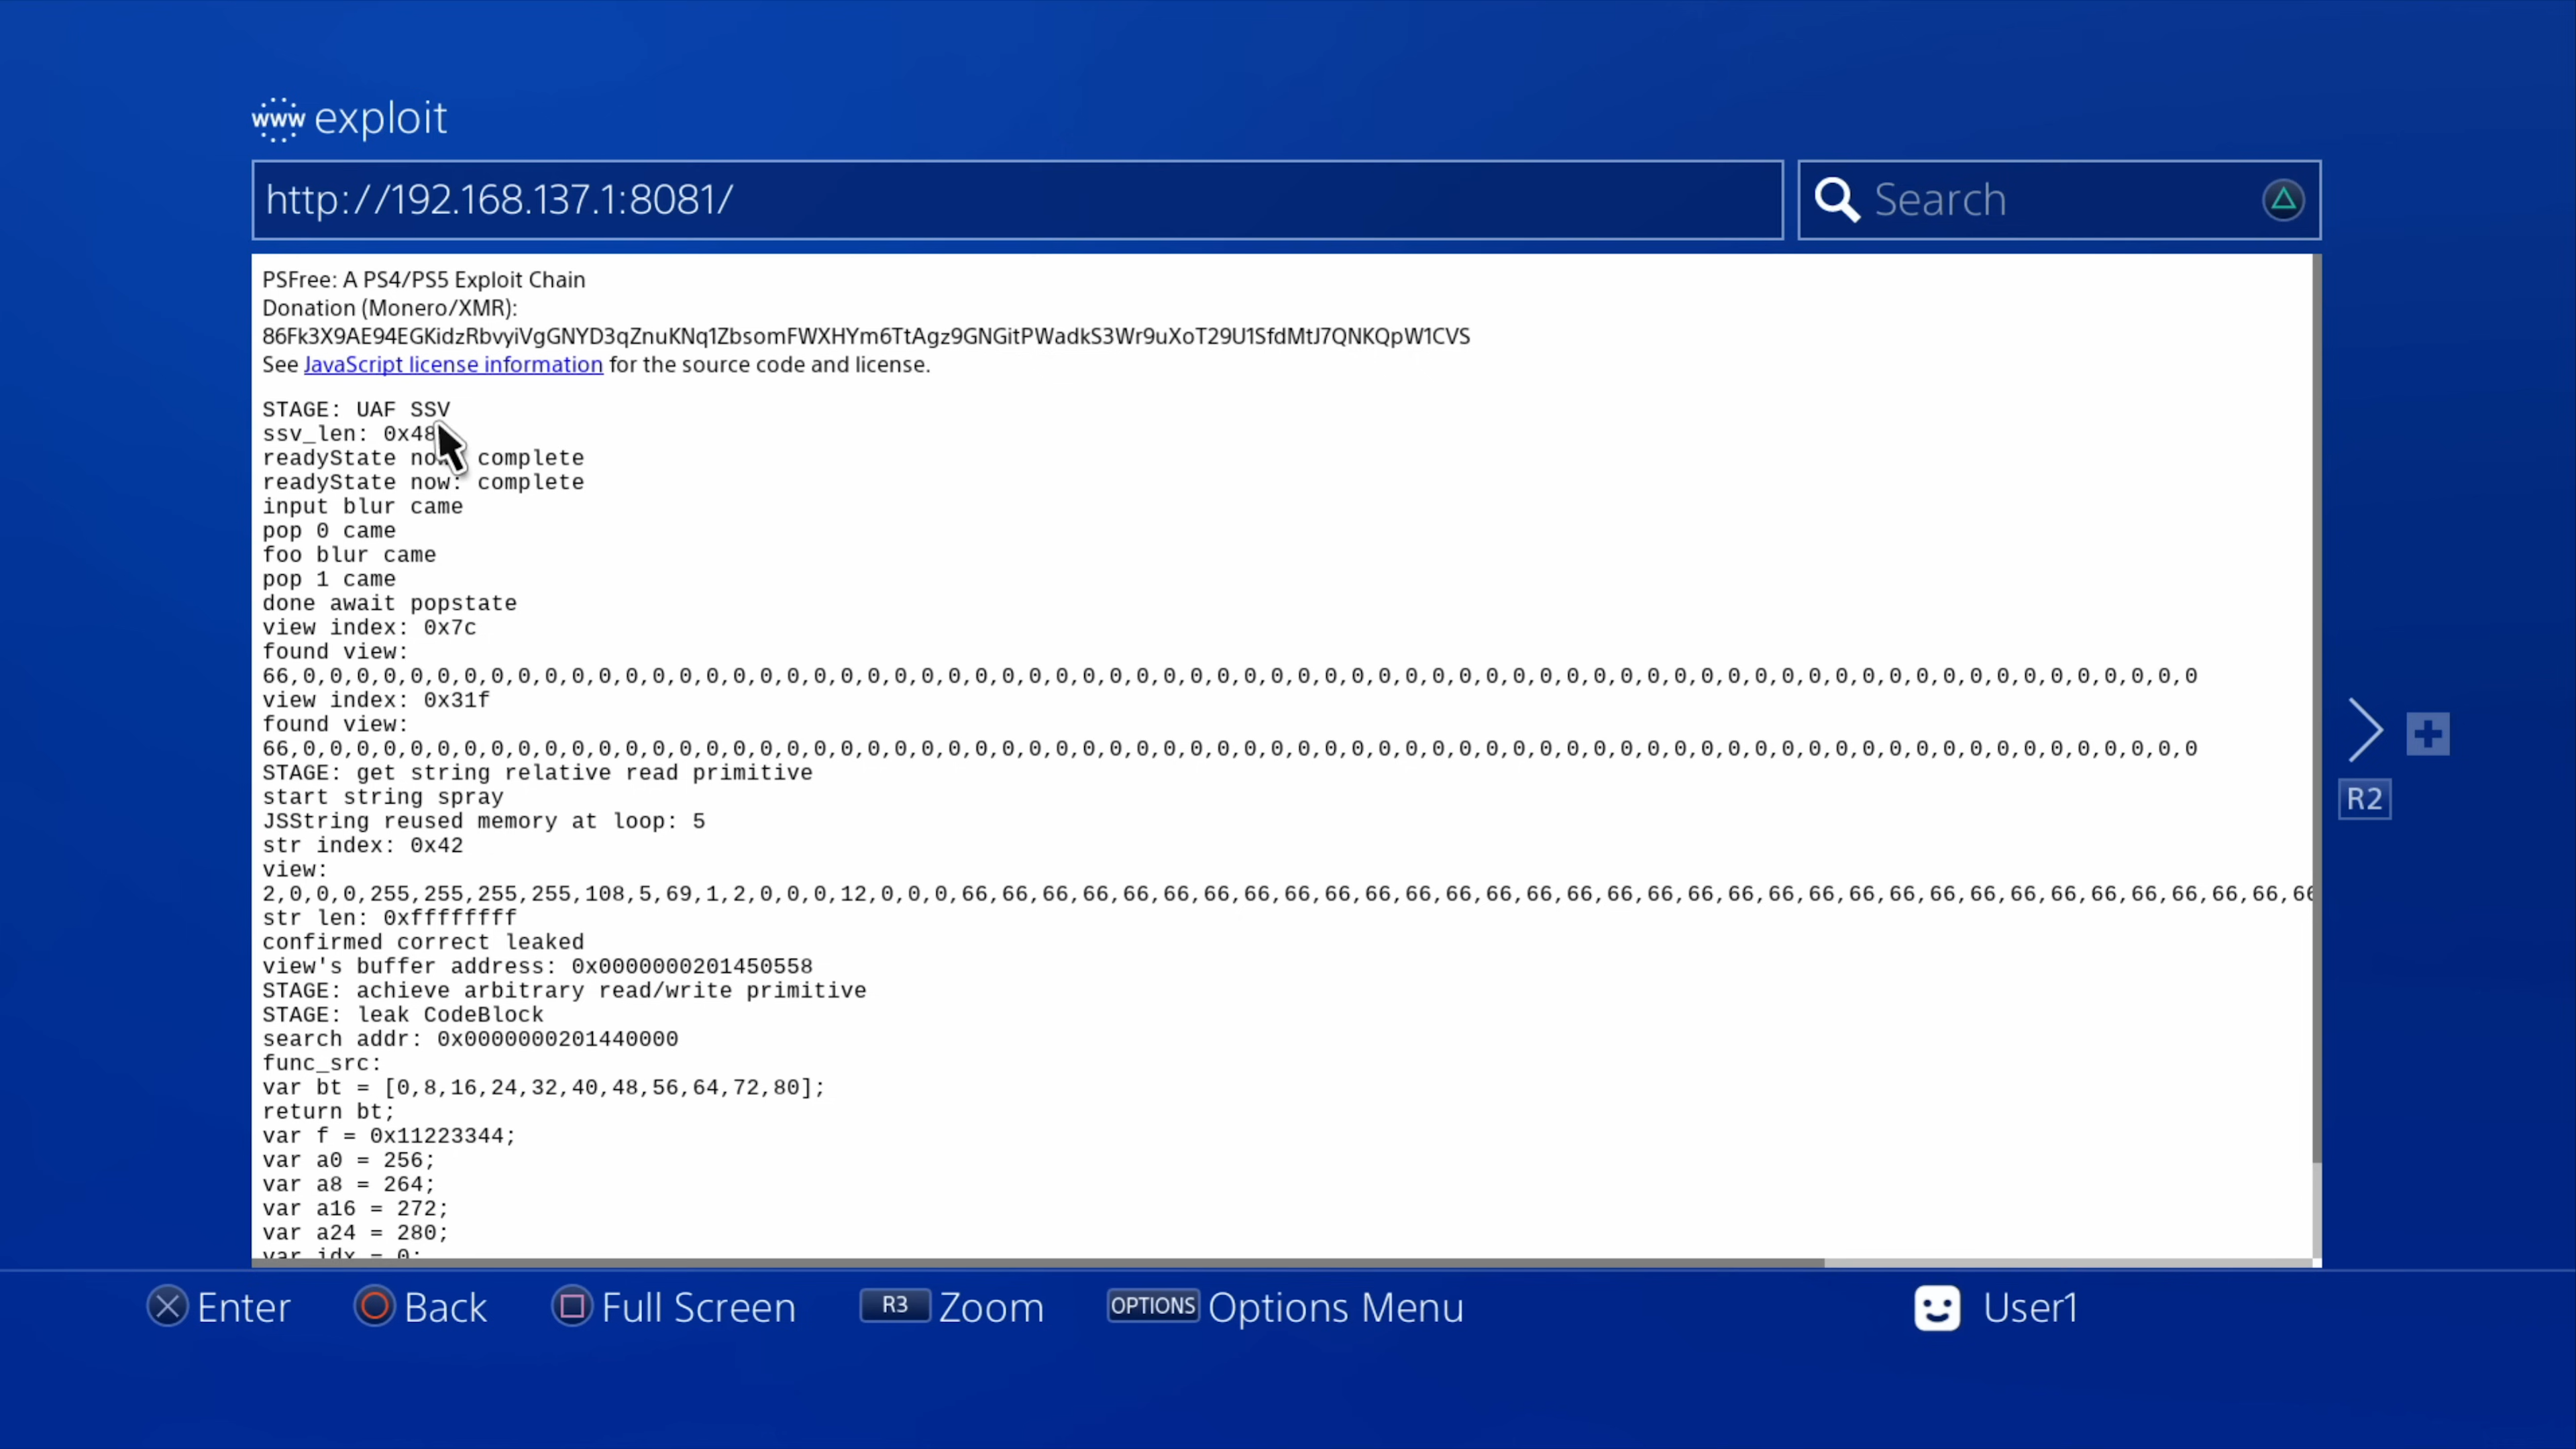 www exploit
http://192.168.137.1:8081/
Search
PSFree: A PS4/PS5 Exploit Chain
Donation (Monero/XMR):
86Fk3X9AE94EGKidzRbvyiVgGNYD3qZnuKNq1ZbsomFWXHYm6TtAgz9GNGitPWadkS3Wr9uXoT29U1SfdMtJ7QNKQpW1CVS
See JavaScript license information for the source code and license.
STAGE: UAF SSV
ssv_len: 0x48
readyState now: complete
readyState now: complete
input blur came
pop 0 came
foo blur came
pop 1 came
done await popstate
view index: 0x7c
found view:
66,0,0,0,0,0,0,0,0,0,0,0,0,0,0,0,0,0,0,0,0,0,0,0,0,0,0,0,0,0,0,0,0,0,0,0,0,0,0,0,0,0,0,0,0,0,0,0,0,0,0,0,0,0,0,0,0,0,0,0,0,0,0,0,0,0,0,0,0,0,0,0
view index: 0x31f
found view:
66,0,0,0,0,0,0,0,0,0,0,0,0,0,0,0,0,0,0,0,0,0,0,0,0,0,0,0,0,0,0,0,0,0,0,0,0,0,0,0,0,0,0,0,0,0,0,0,0,0,0,0,0,0,0,0,0,0,0,0,0,0,0,0,0,0,0,0,0,0,0,0
STAGE: get string relative read primitive
start string spray
JSString reused memory at loop: 5
str index: 0x42
view:
2,0,0,0,255,255,255,255,108,5,69,1,2,0,0,0,12,0,0,0,66,66,66,66,66,66,66,66,66,66,66,66,66,66,66,66,66,66,66,66,66,66,66,66,66,66,66,66,66,66,66,66,66,66
str len: 0xffffffff
confirmed correct leaked
view's buffer address: 0x0000000201450558
STAGE: achieve arbitrary read/write primitive
STAGE: leak CodeBlock
search addr: 0x0000000201440000
func_src:
var bt = [0,8,16,24,32,40,48,56,64,72,80];
return bt;
var f = 0x11223344;
var a0 = 256;
var a8 = 264;
var a16 = 272;
var a24 = 280;
var idx = 0;
R2
Enter Back Full Screen R3 Zoom OPTIONS Options Menu User1